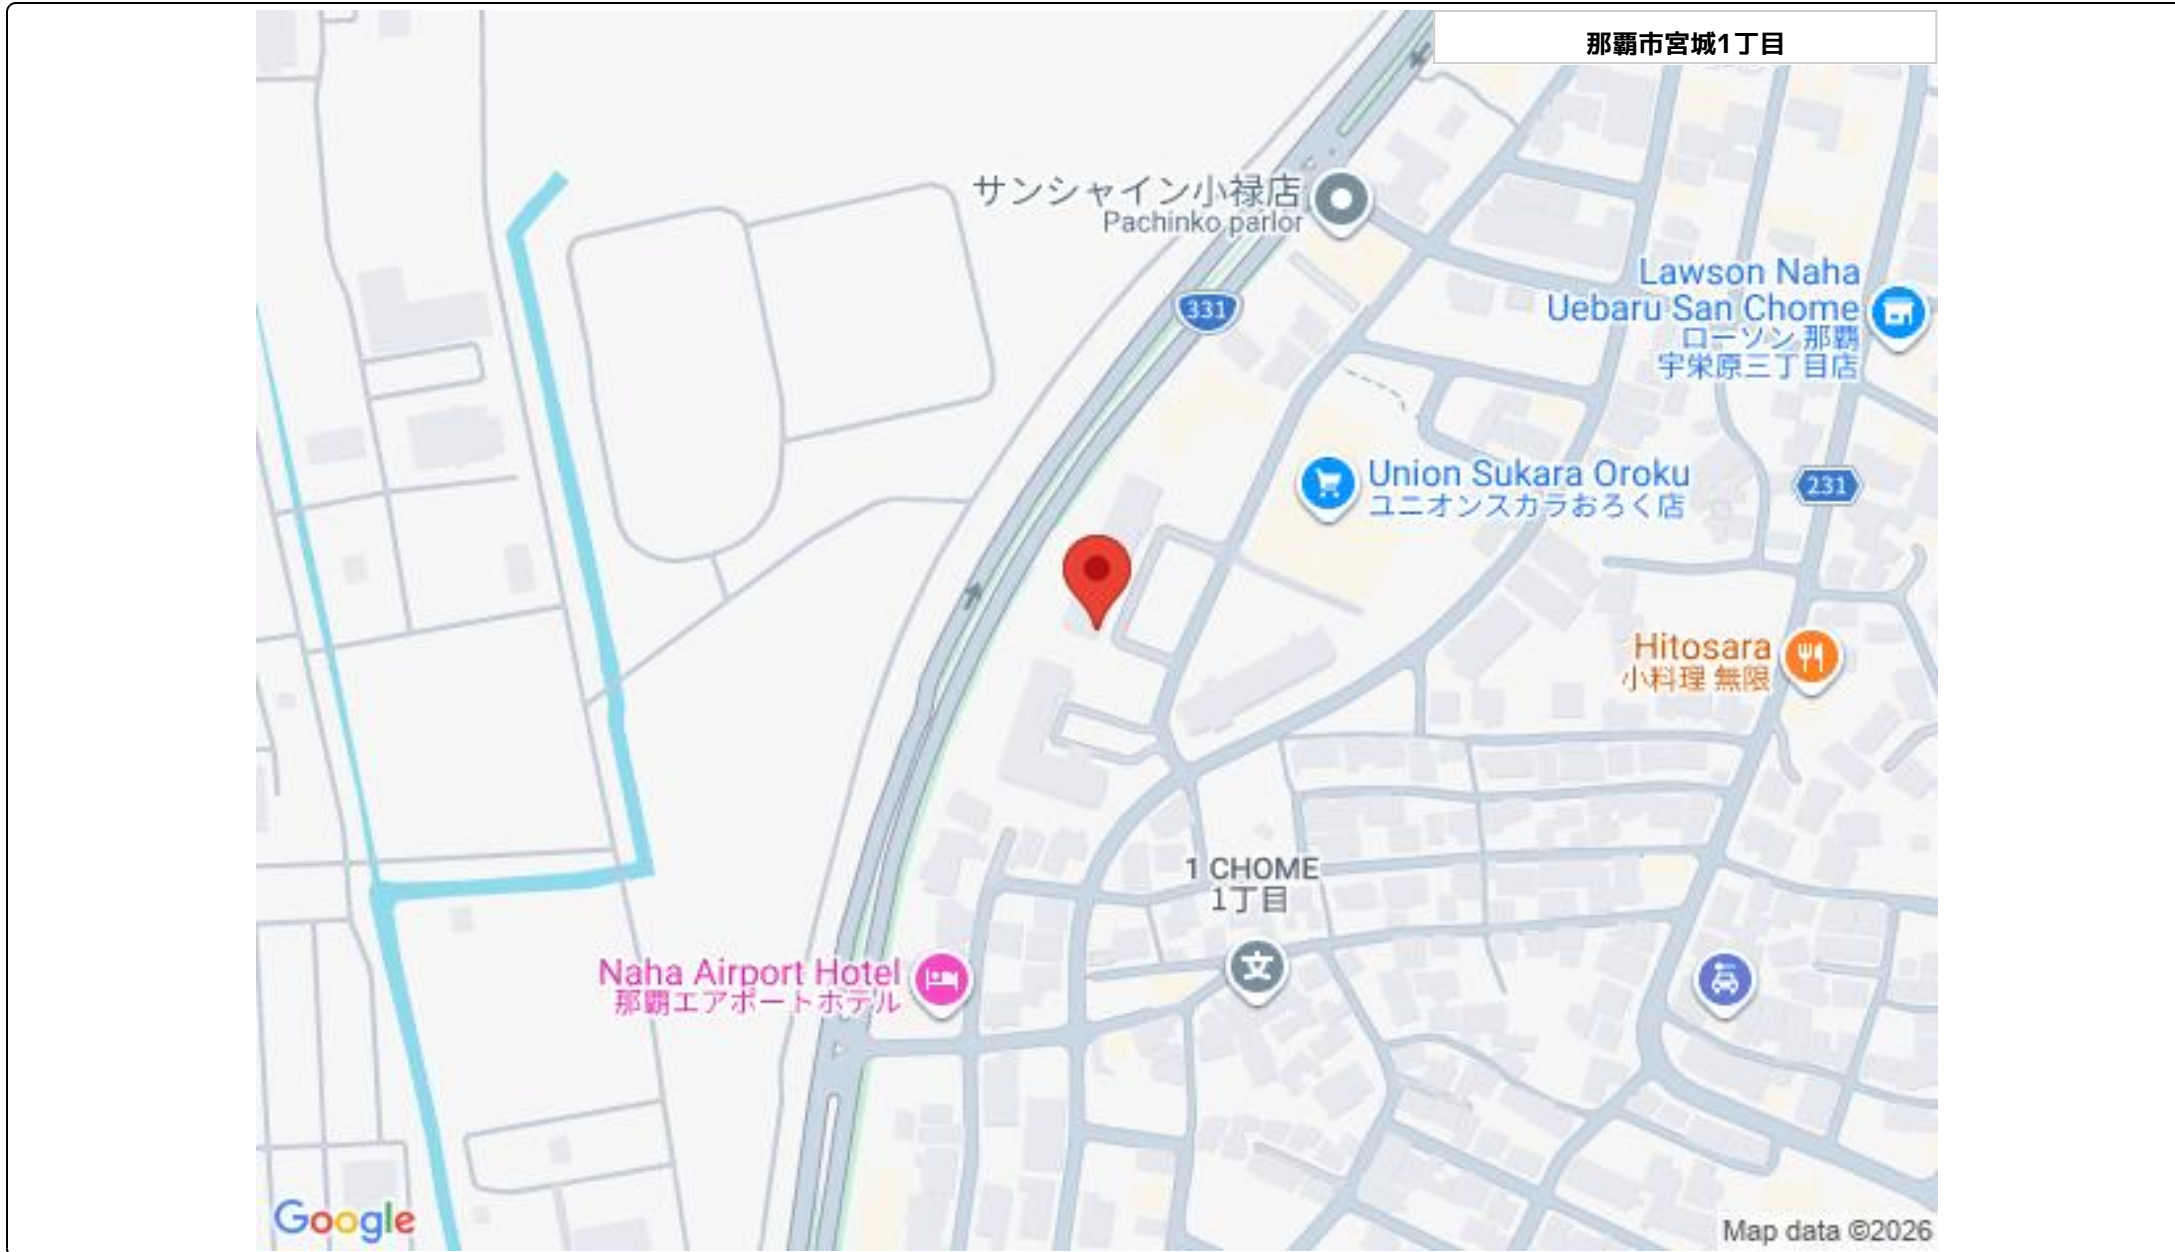 那覇市宮城1丁目
サンシャイン小禄店
Pachinko parlor
331
Lawson Naha
Uebaru San Chome
ローソン 那覇
宇栄原三丁目店
Union Sukara Oroku
ユニオンスカラおろく店
231
Hitosara
小料理 無限
1 CHOME
1丁目
文
Naha Airport Hotel
那覇エアポートホテル
Google
Map data ©2026